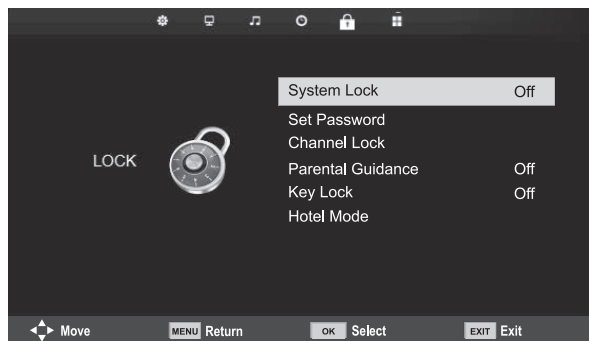 System Lock Off
Set Password
Channel Lock
LOCK
Parental Guidance Off
Key Lock Off
Hotel Mode
Move MENU Return OK Select EXIT Exit